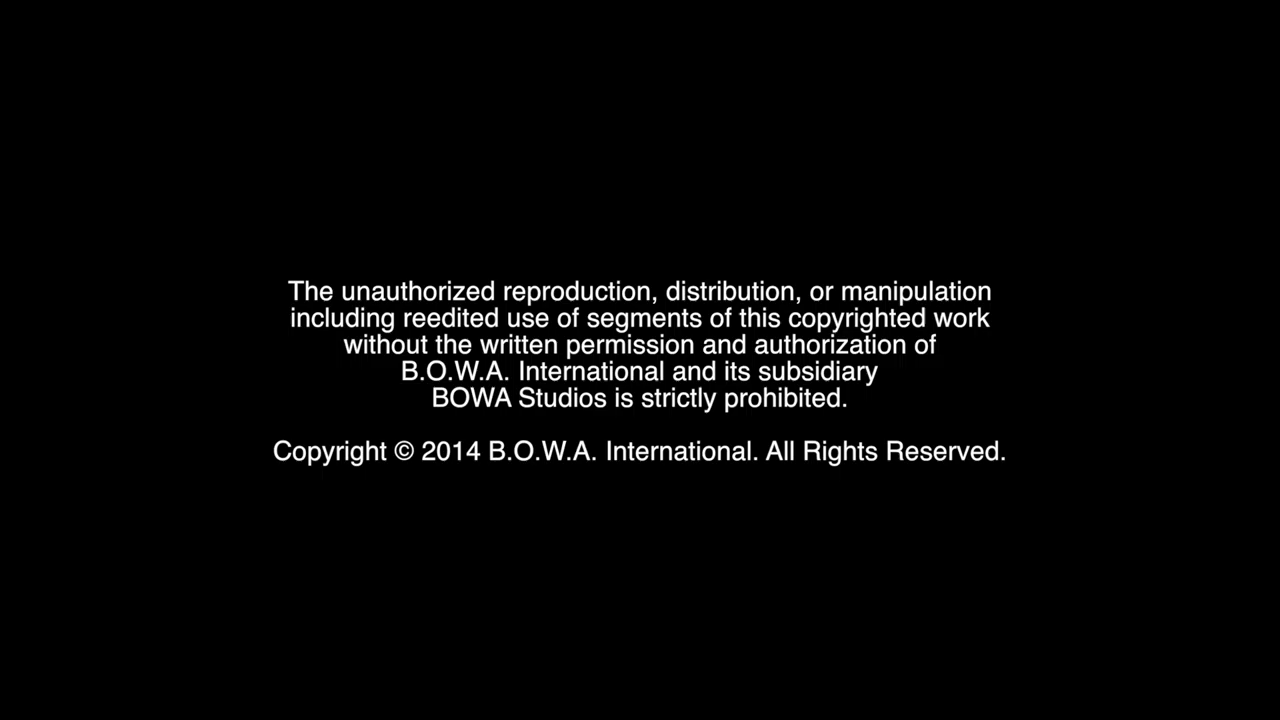 The unauthorized reproduction, distribution, or manipulation
including reedited use of segments of this copyrighted work
without the written permission and authorization of
B.O.W.A. International and its subsidiary
BOWA Studios is strictly prohibited.
Copyright © 2014 B.O.W.A. International. All Rights Reserved.